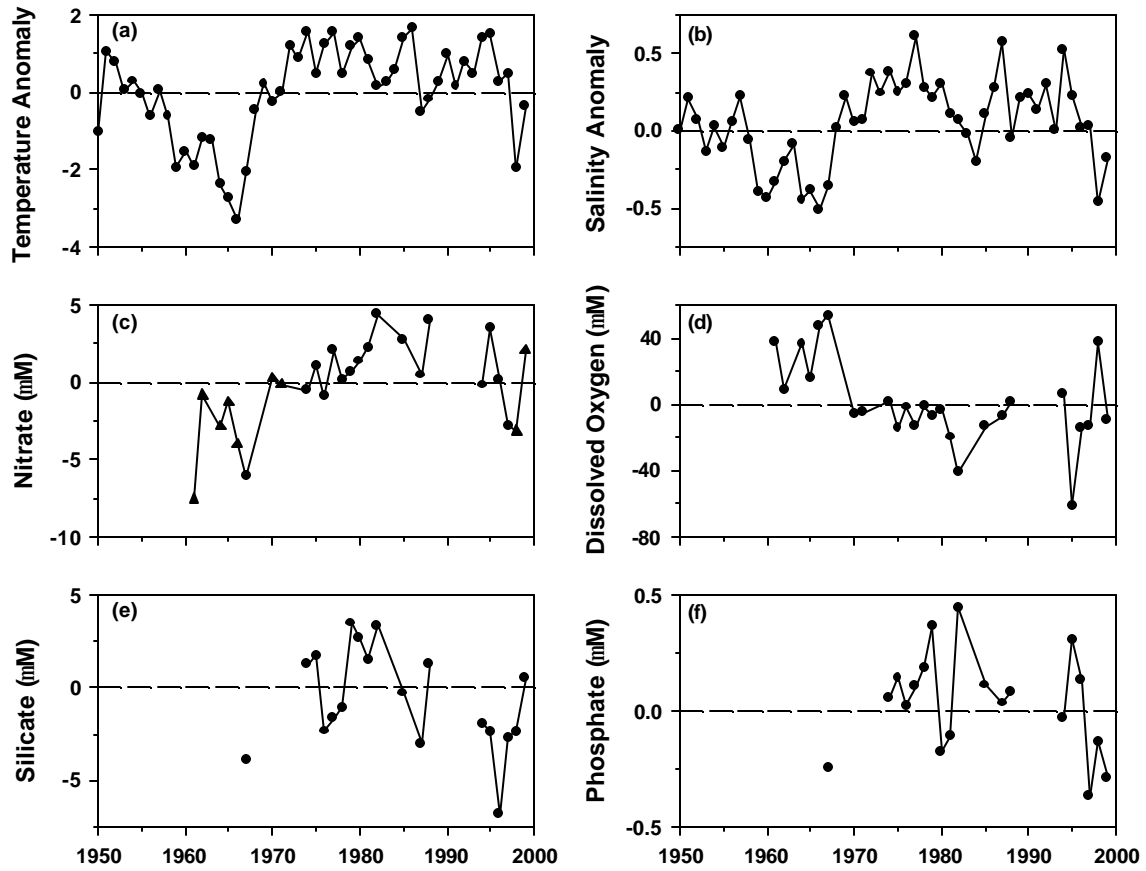 (a)
Temperature Anomaly
2
0
-2
-4
(b)
Salinity Anomaly
0.5
0.0
-0.5
(c)
Nitrate (mM)
5
0
-5
-10
(d)
Dissolved Oxygen (mM)
40
0
-40
-80
(e)
Silicate (mM)
5
0
-5
1950 1960 1970 1980 1990 2000
(f)
Phosphate (mM)
0.5
0.0
-0.5
1950 1960 1970 1980 1990 2000